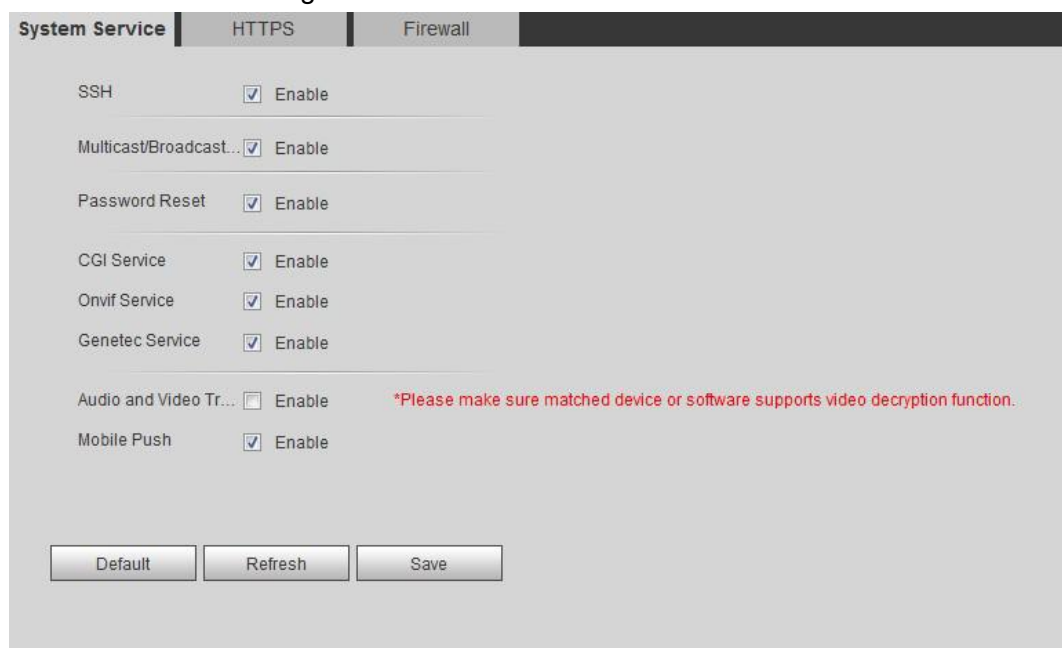 System Service HTTPS Firewall
SSH Enable
Multicast/Broadcast... Enable
Password Reset Enable
CGI Service Enable
Onvif Service Enable
Genetec Service Enable
Audio and Video Tr... Enable *Please make sure matched device or software supports video decryption function.
Mobile Push Enable
Default Refresh Save